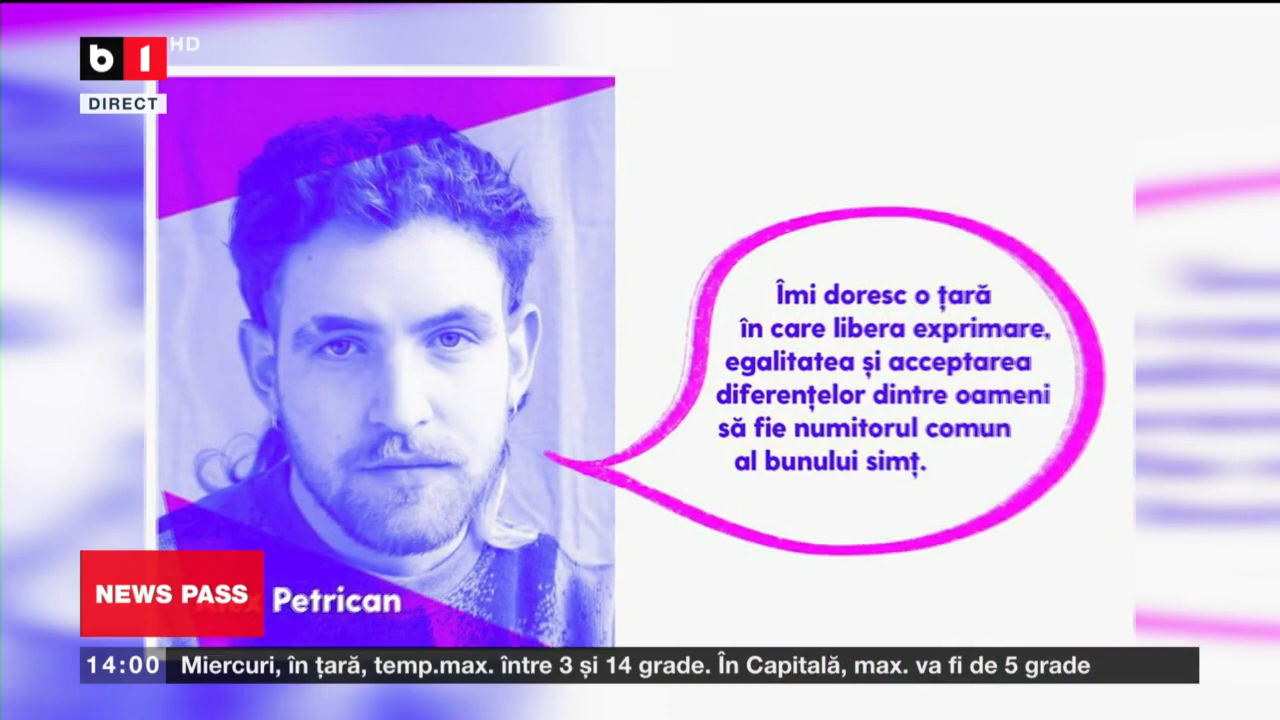 b1
HD
DIRECT
Îmi doresc o țară
în care libera exprimare,
egalitatea și acceptarea
diferențelor dintre oameni
să fie numitorul comun
al bunului simț.
NEWS PASS
Petrican
14:00 Miercuri, în țară, temp.max. între 3 și 14 grade. În Capitală, max. va fi de 5 grade